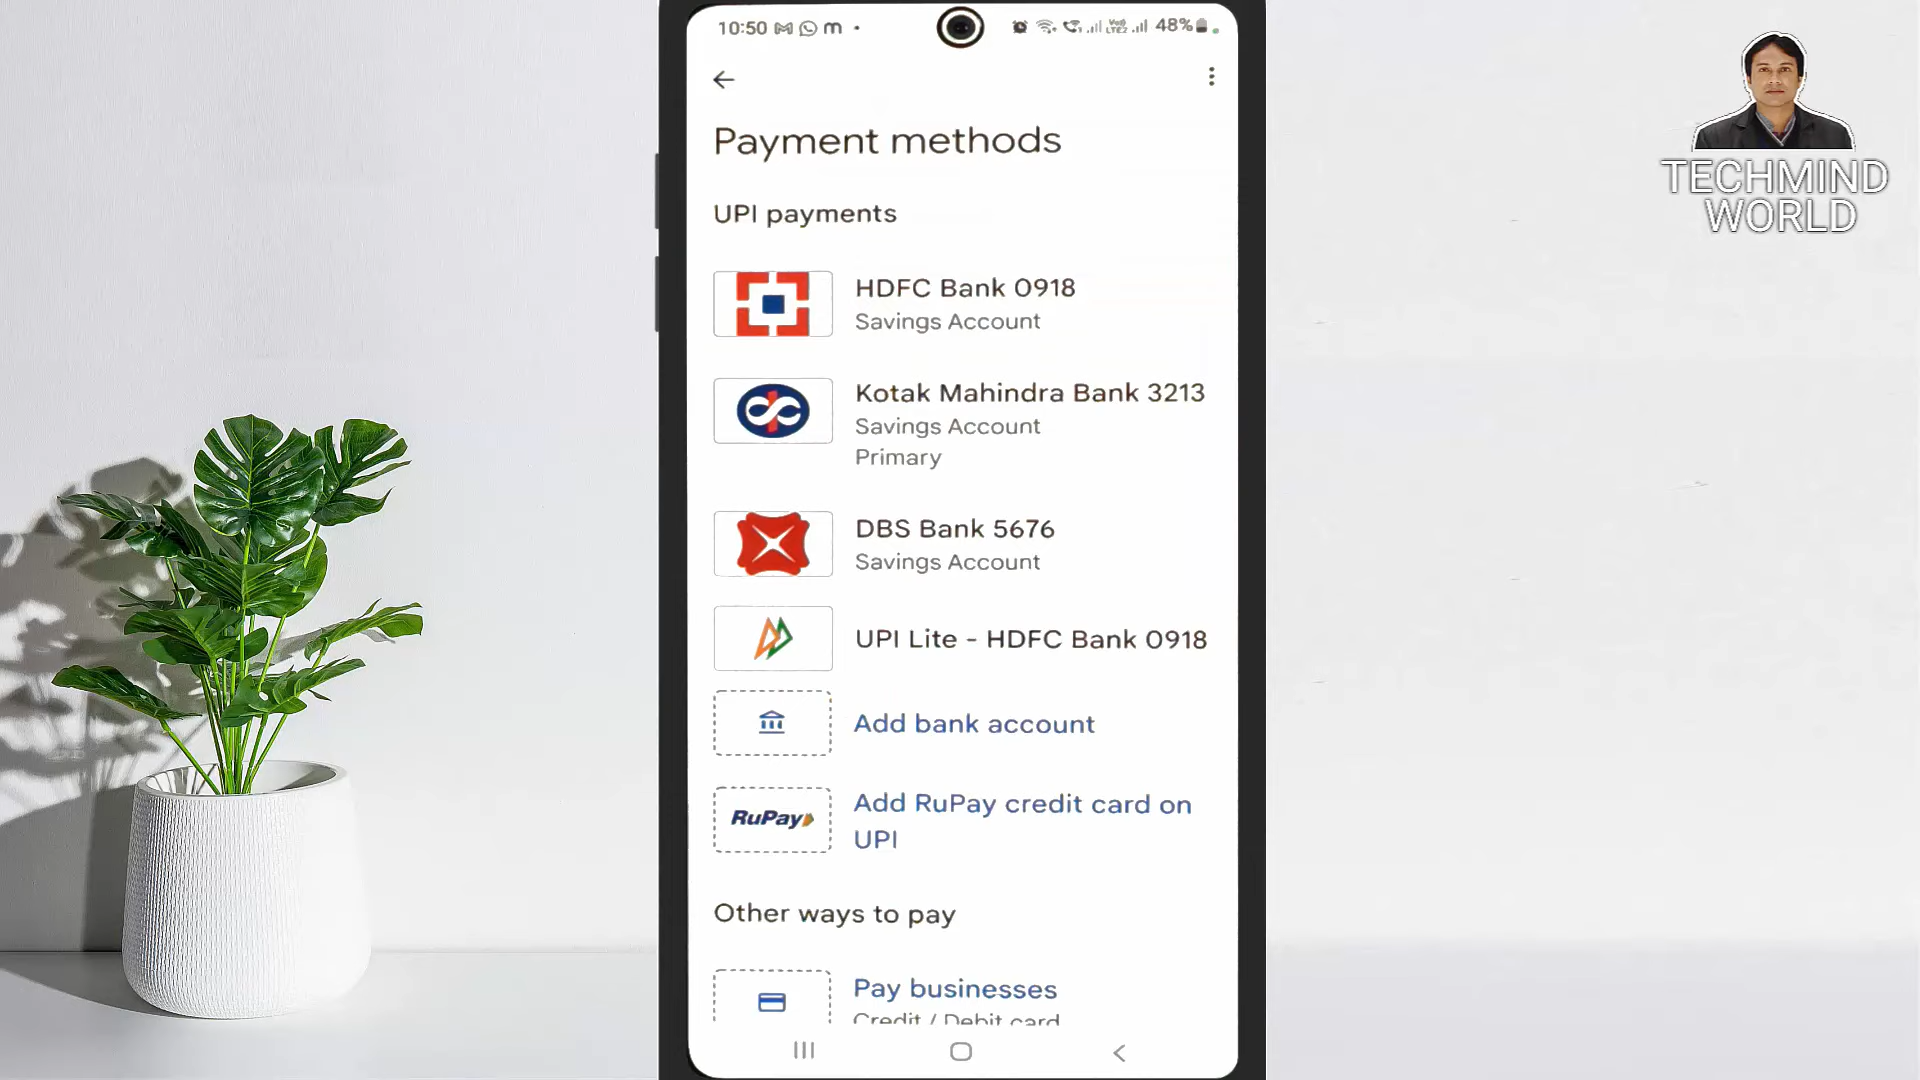 10:50
48%
TECHMIND
WORLD
Payment methods
UPI payments
HDFC Bank 0918
Savings Account
Kotak Mahindra Bank 3213
Savings Account
Primary
DBS Bank 5676
Savings Account
UPI Lite - HDFC Bank 0918
Add bank account
RuPay
Add RuPay credit card on
UPI
Other ways to pay
Pay businesses
Credit / Debit card